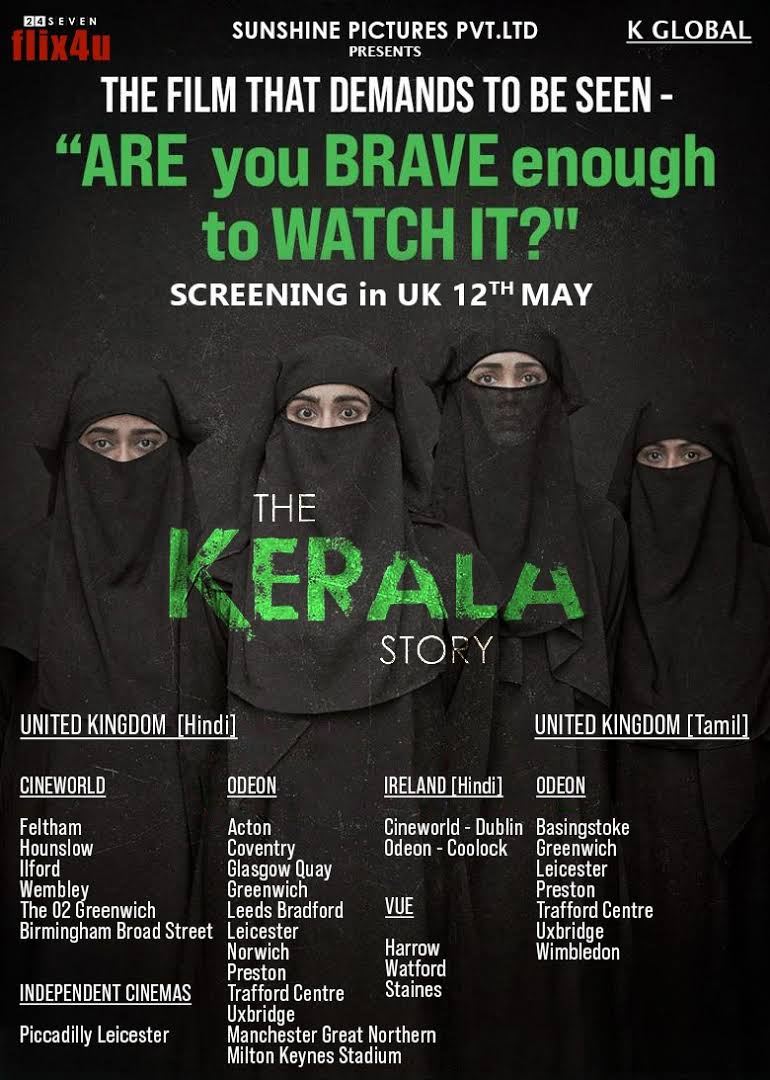 24 SEVEN
flix4u
SUNSHINE PICTURES PVT.LTD
PRESENTS
K GLOBAL
THE FILM THAT DEMANDS TO BE SEEN -
“ARE you BRAVE enough
to WATCH IT?"
SCREENING in UK 12TH MAY
THE
KERALA
STORY
UNITED KINGDOM [Hindi]
CINEWORLD
Feltham
Hounslow
Ilford
Wembley
The O2 Greenwich
Birmingham Broad Street
INDEPENDENT CINEMAS
Piccadilly Leicester
ODEON
Acton
Coventry
Glasgow Quay
Greenwich
Leeds Bradford
Leicester
Norwich
Preston
Trafford Centre
Uxbridge
Manchester Great Northern
Milton Keynes Stadium
IRELAND [Hindi]
Cineworld - Dublin
Odeon - Coolock
VUE
Harrow
Watford
Staines
UNITED KINGDOM [Tamil]
ODEON
Basingstoke
Greenwich
Leicester
Preston
Trafford Centre
Uxbridge
Wimbledon